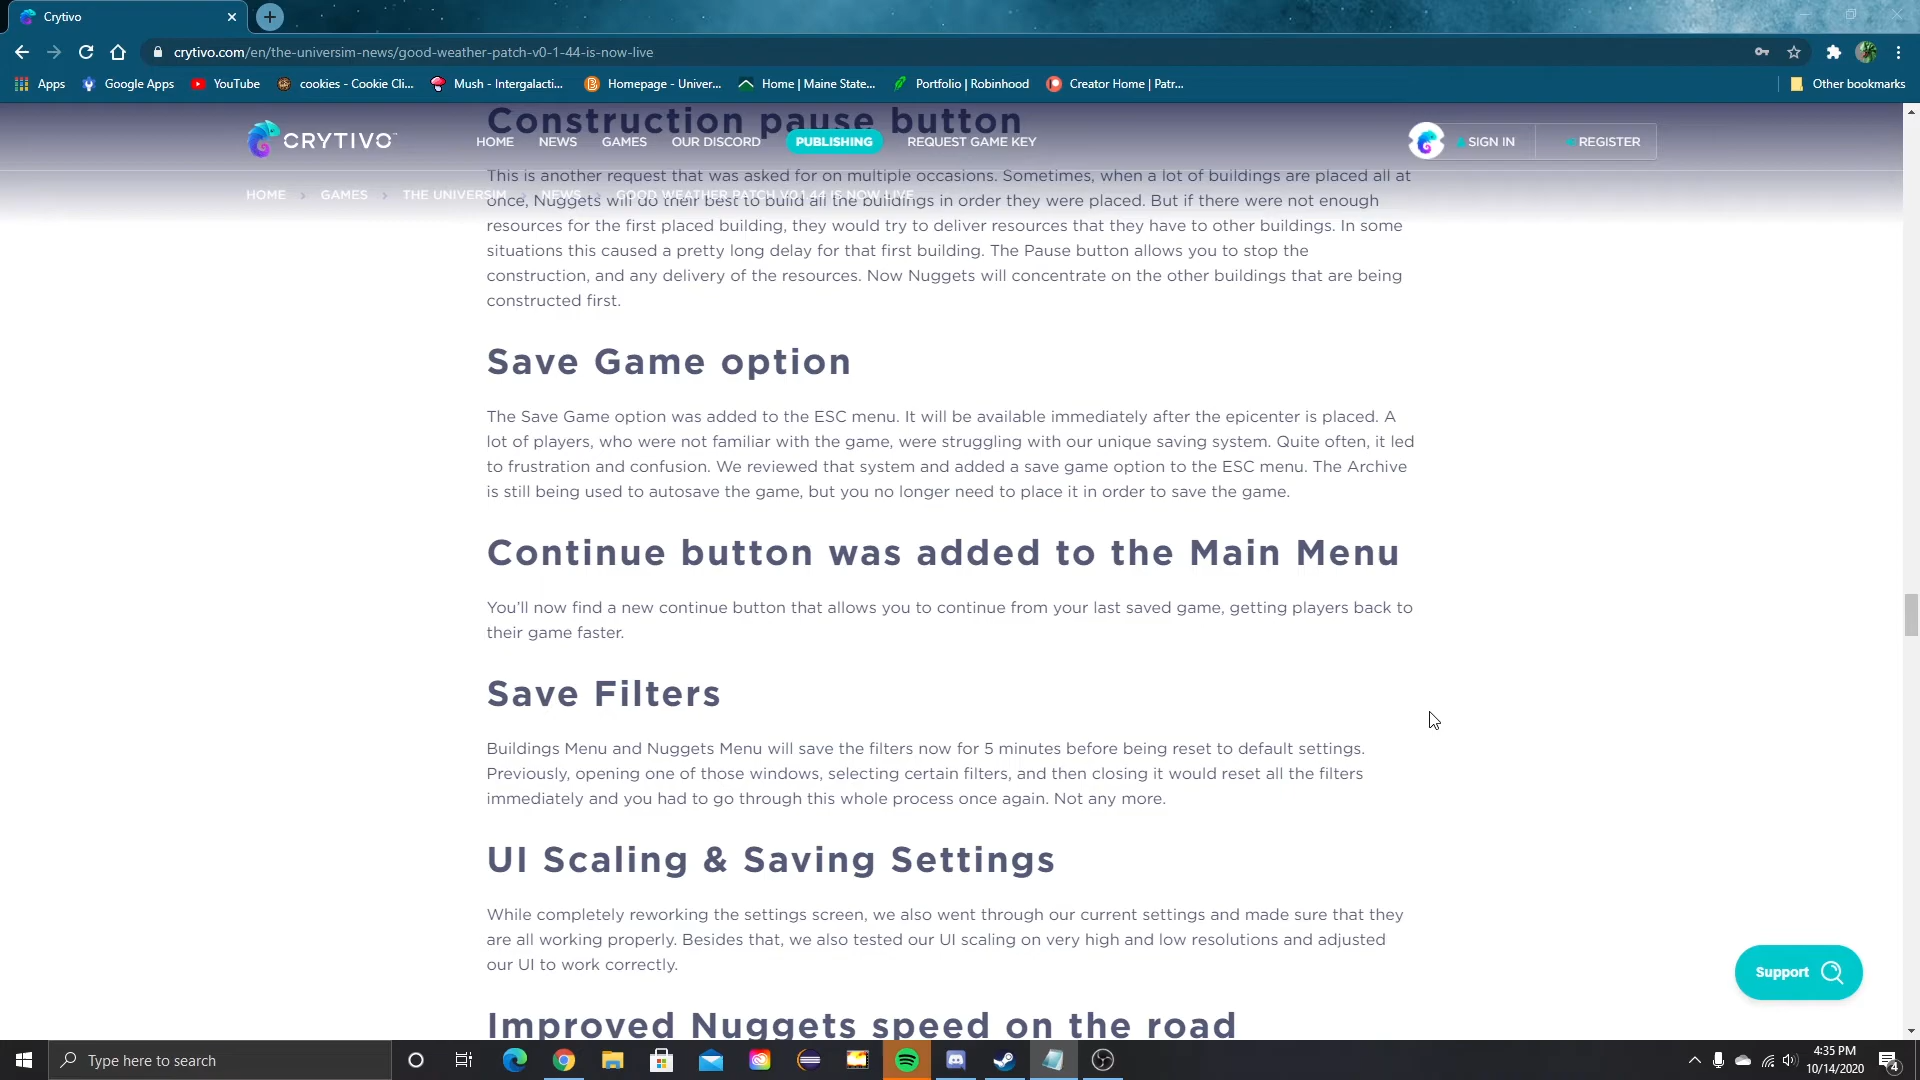 Crytivo
crytivo.com/en/the-universim-news/good-weather-patch-v0-1-44-is-now-live
Apps
Google Apps
YouTube
cookies - Cookie Cli...
Mush - Intergalacti...
Homepage - Univer...
Home | Maine State...
Portfolio | Robinhood
Creator Home | Patr...
Other bookmarks
Construction pause button
CRYTIVO
HOME
NEWS
GAMES
OUR DISCORD
PUBLISHING
REQUEST GAME KEY
SIGN IN
REGISTER
HOME > GAMES > THE UNIVERSIM > NEWS > GOOD WEATHER PATCH V0.1.44 IS NOW LIVE
This is another request that was asked for on multiple occasions. Sometimes, when a lot of buildings are placed all at
once, Nuggets will do their best to build all the buildings in order they were placed. But if there were not enough
resources for the first placed building, they would try to deliver resources that they have to other buildings. In some
situations this caused a pretty long delay for that first building. The Pause button allows you to stop the
construction, and any delivery of the resources. Now Nuggets will concentrate on the other buildings that are being
constructed first.
Save Game option
The Save Game option was added to the ESC menu. It will be available immediately after the epicenter is placed. A
lot of players, who were not familiar with the game, were struggling with our unique saving system. Quite often, it led
to frustration and confusion. We reviewed that system and added a save game option to the ESC menu. The Archive
is still being used to autosave the game, but you no longer need to place it in order to save the game.
Continue button was added to the Main Menu
You'll now find a new continue button that allows you to continue from your last saved game, getting players back to
their game faster.
Save Filters
Buildings Menu and Nuggets Menu will save the filters now for 5 minutes before being reset to default settings.
Previously, opening one of those windows, selecting certain filters, and then closing it would reset all the filters
immediately and you had to go through this whole process once again. Not any more.
UI Scaling & Saving Settings
While completely reworking the settings screen, we also went through our current settings and made sure that they
are all working properly. Besides that, we also tested our UI scaling on very high and low resolutions and adjusted
our UI to work correctly.
Support
Improved Nuggets speed on the road
Type here to search
4:35 PM
10/14/2020
4